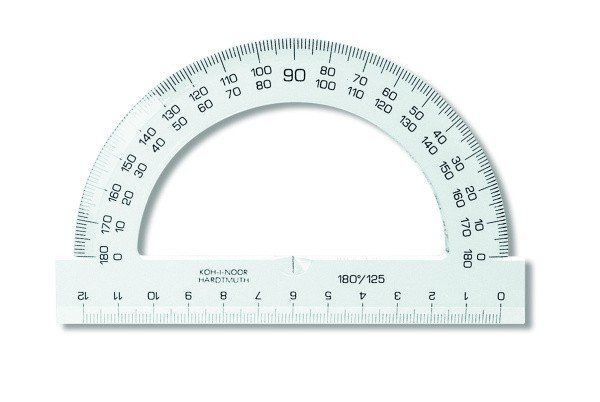 180 170 160 150 140 130 120 110 100 90 80 70 60 50 40 30 20 10 0
0 10 20 30 40 50 60 70 80 100 110 120 130 140 150 160 170 180
KOH-I-NOOR
HARDTMUTH
180°/125
12 11 10 9 8 7 6 5 4 3 2 1 0